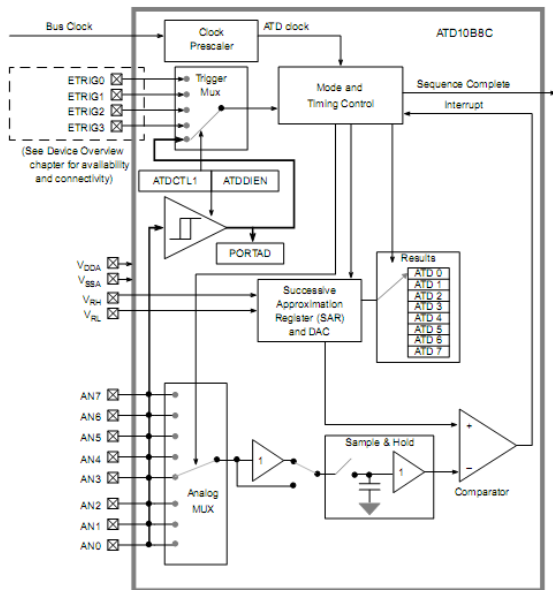 Bus Clock
Clock
Prescaler
ATD clock
ATD10B8C
ETRIG0
ETRIG1
ETRIG2
ETRIG3
(See Device Overview
chapter for availability
and connectivity)
Trigger
Mux
Mode and
Timing Control
Sequence Complete
Interrupt
ATDCTL1
ATDDIEN
PORTAD
VDDA
VSSA
VRH
VRL
Successive
Approximation
Register (SAR)
and DAC
Results
ATD 0
ATD 1
ATD 2
ATD 3
ATD 4
ATD 5
ATD 6
ATD 7
AN7
AN6
AN5
AN4
AN3
AN2
AN1
AN0
Analog
MUX
1
Sample & Hold
1
+
−
Comparator